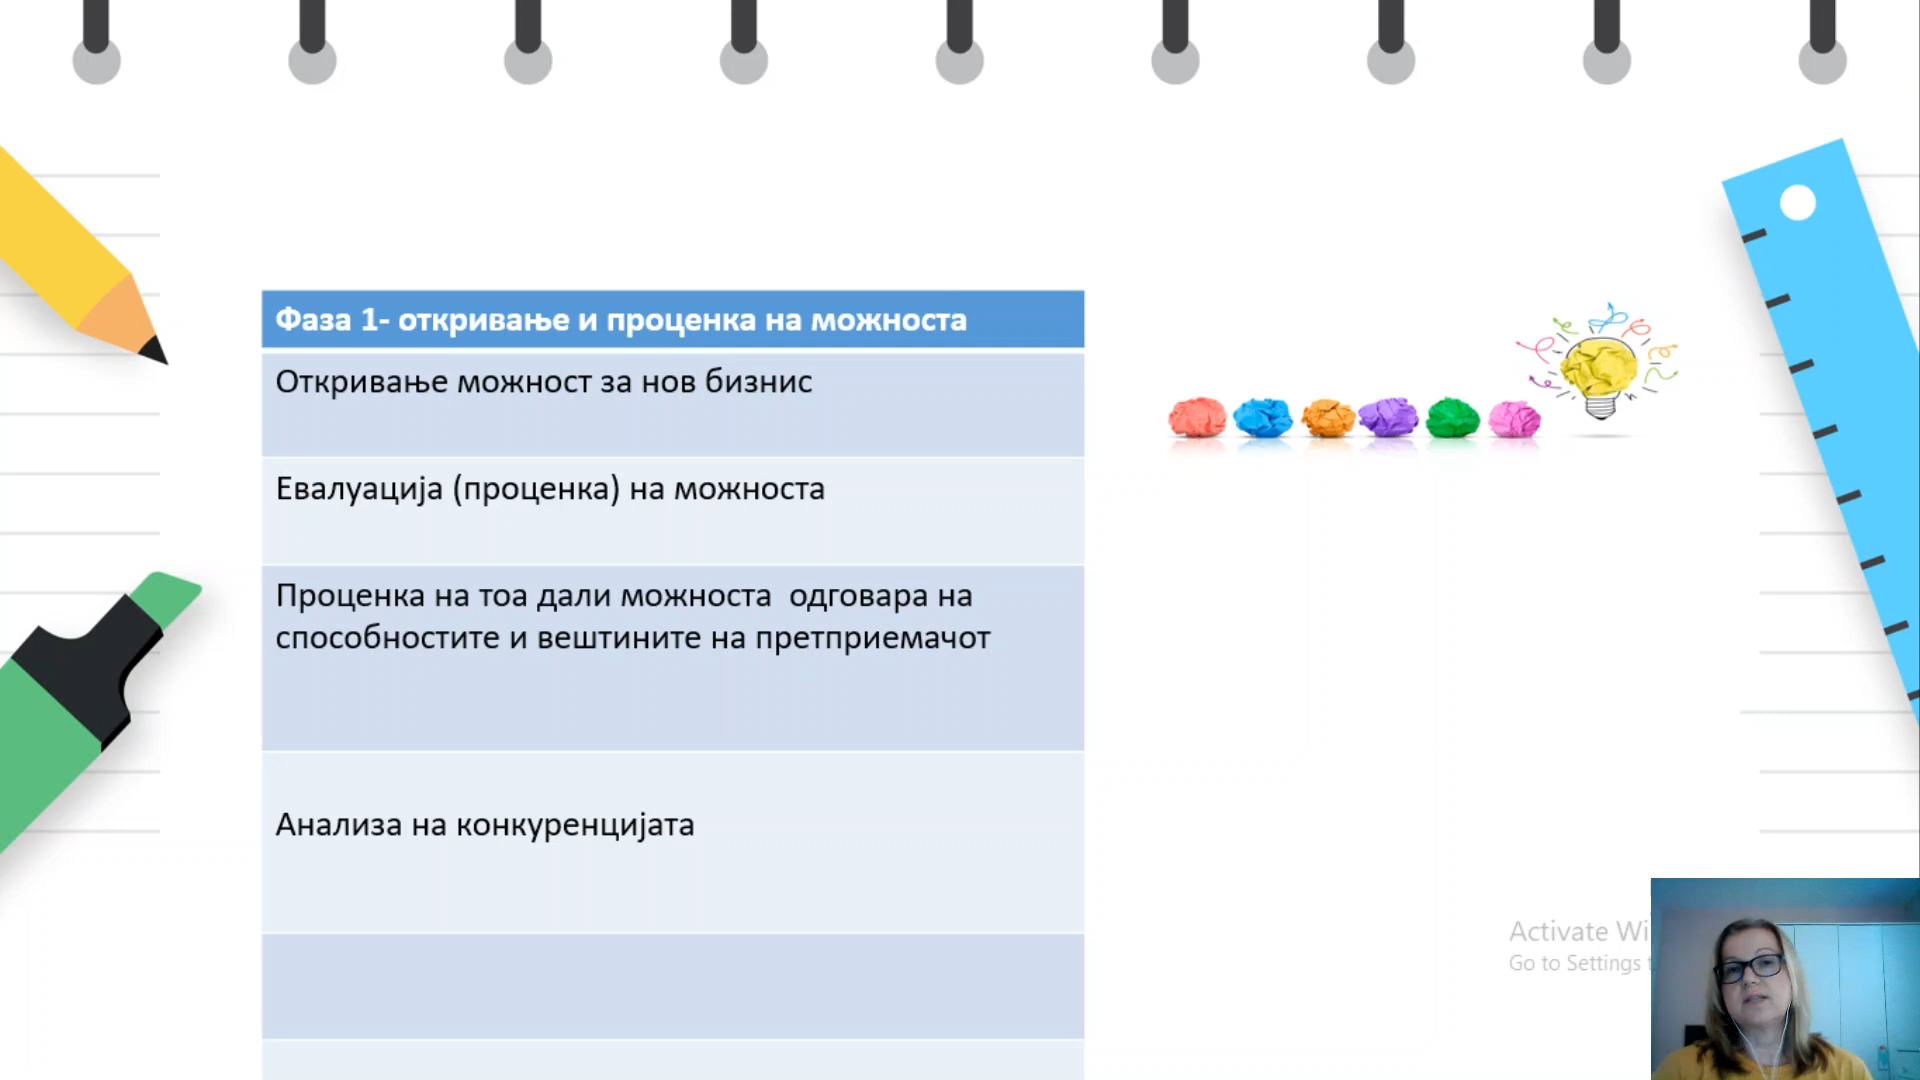 Фаза 1- откривање и проценка на можноста
Откривање можност за нов бизнис
Евалуација (проценка) на можноста
Проценка на тоа дали можноста  одговара на
способностите и вештините на претприемачот
Анализа на конкуренцијата
Activate
Go to Settings